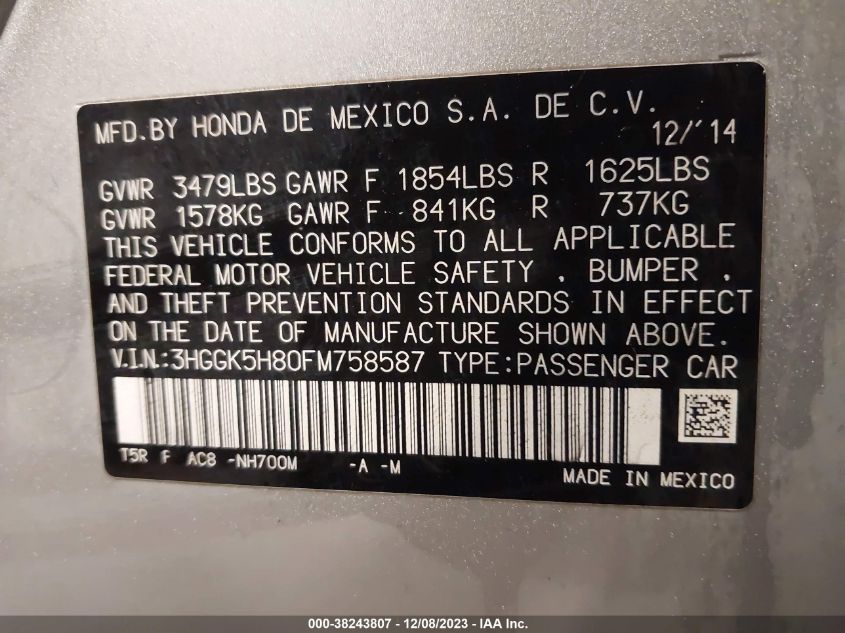 MFD.BY HONDA DE MEXICO S.A. DE C.V.
12/'14
GVWR 3479LBS GAWR F 1854LBS R 1625LBS
GVWR 1578KG GAWR F 841KG R 737KG
THIS VEHICLE CONFORMS TO ALL APPLICABLE
FEDERAL MOTOR VEHICLE SAFETY , BUMPER ,
AND THEFT PREVENTION STANDARDS IN EFFECT
ON THE DATE OF MANUFACTURE SHOWN ABOVE.
V.I.N.:3HGGK5H80FM758587 TYPE:PASSENGER CAR
T5R F AC8 -NH700M -A -M
MADE IN MEXICO
000-38243807 - 12/08/2023 - IAA Inc.